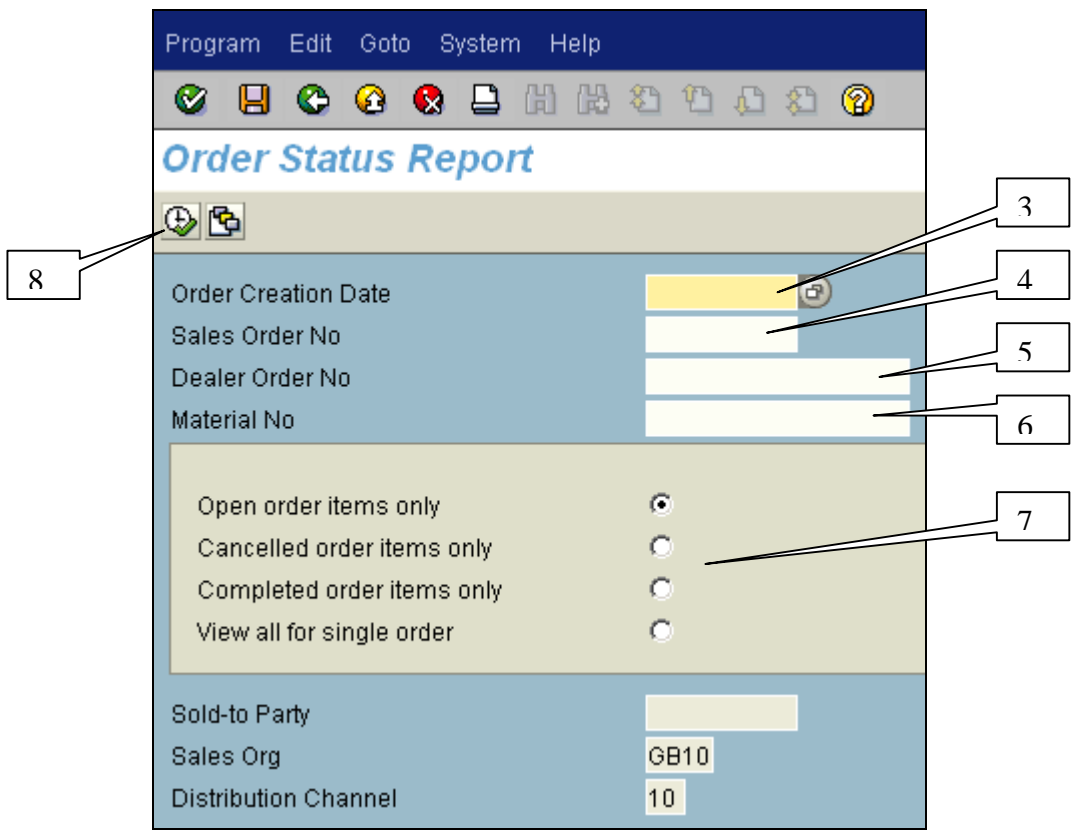 Program Edit Goto System Help
Order Status Report
3
8
Order Creation Date
4
Sales Order No
5
Dealer Order No
6
Material No
Open order items only
7
Cancelled order items only
Completed order items only
View all for single order
Sold-to Party
Sales Org GB10
Distribution Channel 10